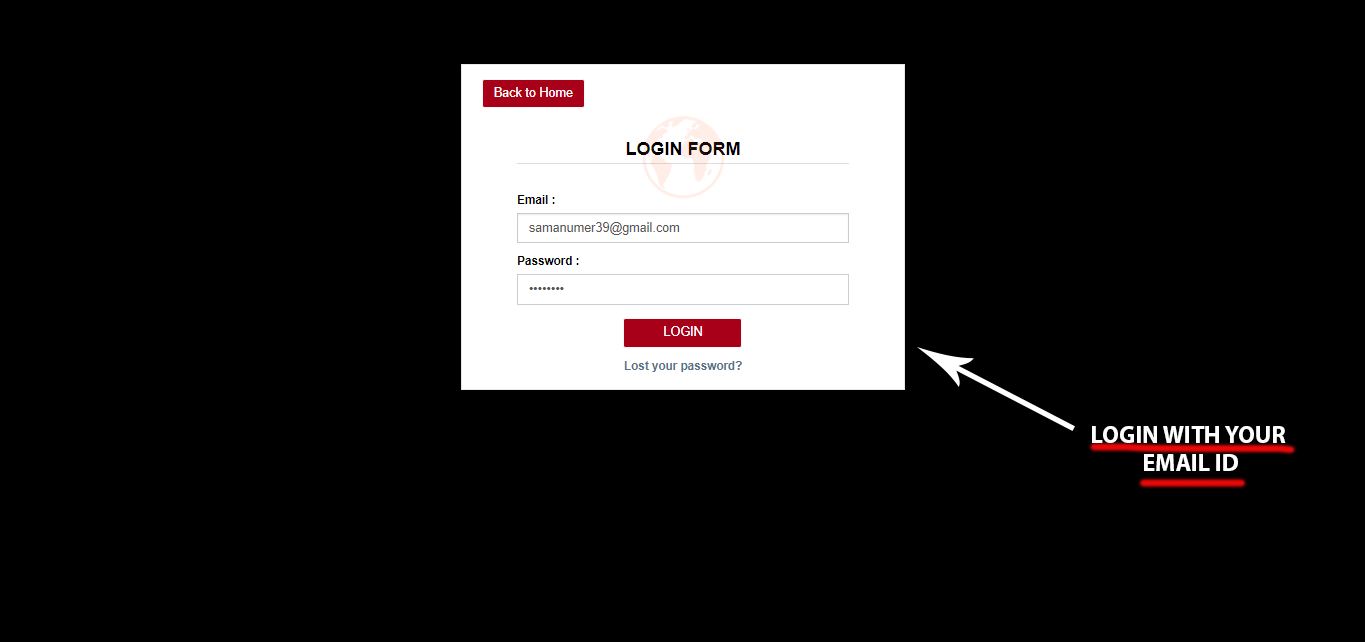 Back to Home
LOGIN FORM
Email :
samanumer39@gmail.com
Password :
••••••••
LOGIN
Lost your password?
LOGIN WITH YOUR
EMAIL ID